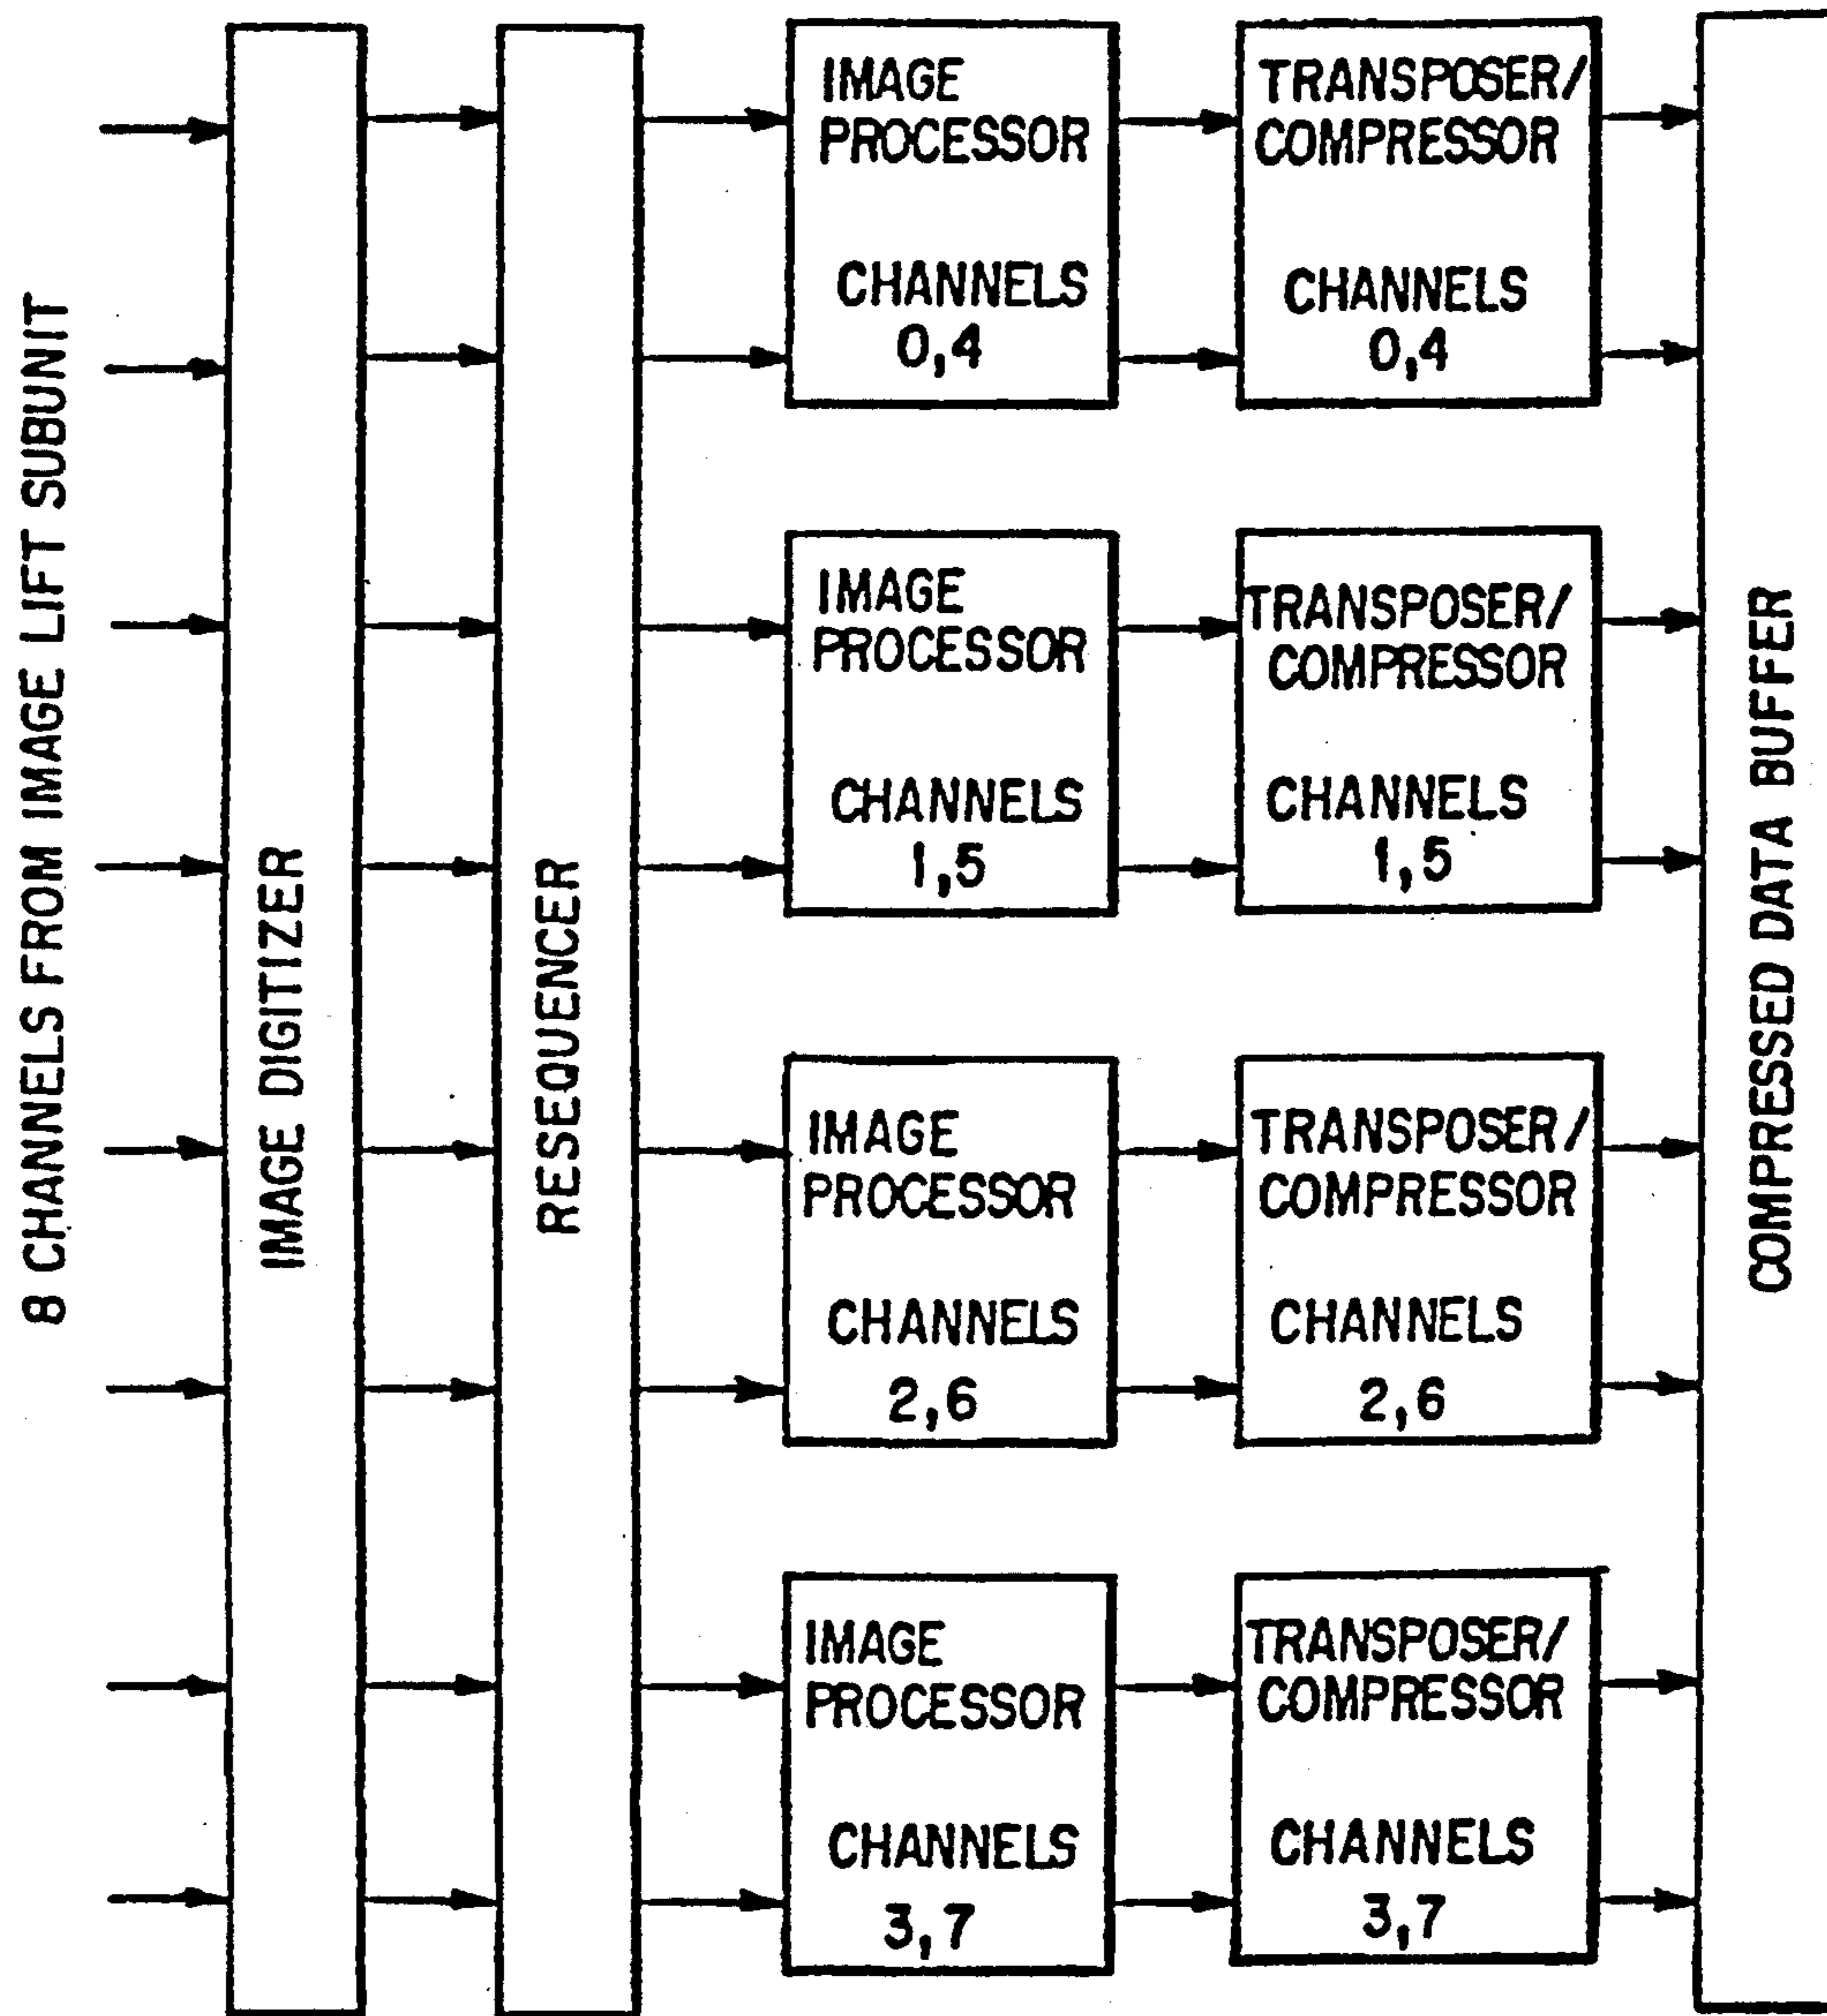 8 CHANNELS FROM IMAGE LIFT SUBUNIT
IMAGE DIGITIZER
RESEQUENCER
IMAGE
PROCESSOR
CHANNELS
0,4
TRANSPOSER/
COMPRESSOR
CHANNELS
0,4
IMAGE
PROCESSOR
CHANNELS
1,5
TRANSPOSER/
COMPRESSOR
CHANNELS
1,5
IMAGE
PROCESSOR
CHANNELS
2,6
TRANSPOSER/
COMPRESSOR
CHANNELS
2,6
IMAGE
PROCESSOR
CHANNELS
3,7
TRANSPOSER/
COMPRESSOR
CHANNELS
3,7
COMPRESSED DATA BUFFER